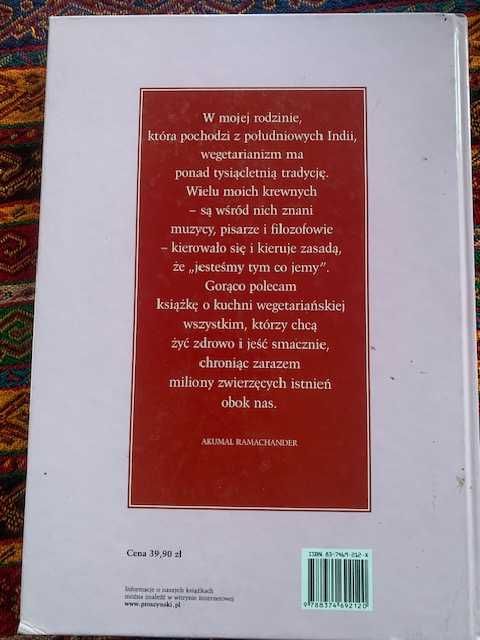 W mojej rodzinie,
która pochodzi z południowych Indii,
wegetarianizm ma
ponad tysiącletnią tradycję.
Wielu moich krewnych
– są wśród nich znani
muzycy, pisarze i filozofowie
– kierowało się i kieruje zasadą,
że „jesteśmy tym co jemy”.
Gorąco polecam
książkę o kuchni wegetariańskiej
wszystkim, którzy chcą
żyć zdrowo i jeść smacznie,
chroniąc zarazem
miliony zwierzęcych istnień
obok nas.
AKUMAL RAMACHANDER
Cena 39,90 zł
ISBN 83-7469-212-X
9 788374 692120
Informacje o naszych książkach
można znaleźć w witrynie internetowej
www.proszynski.pl